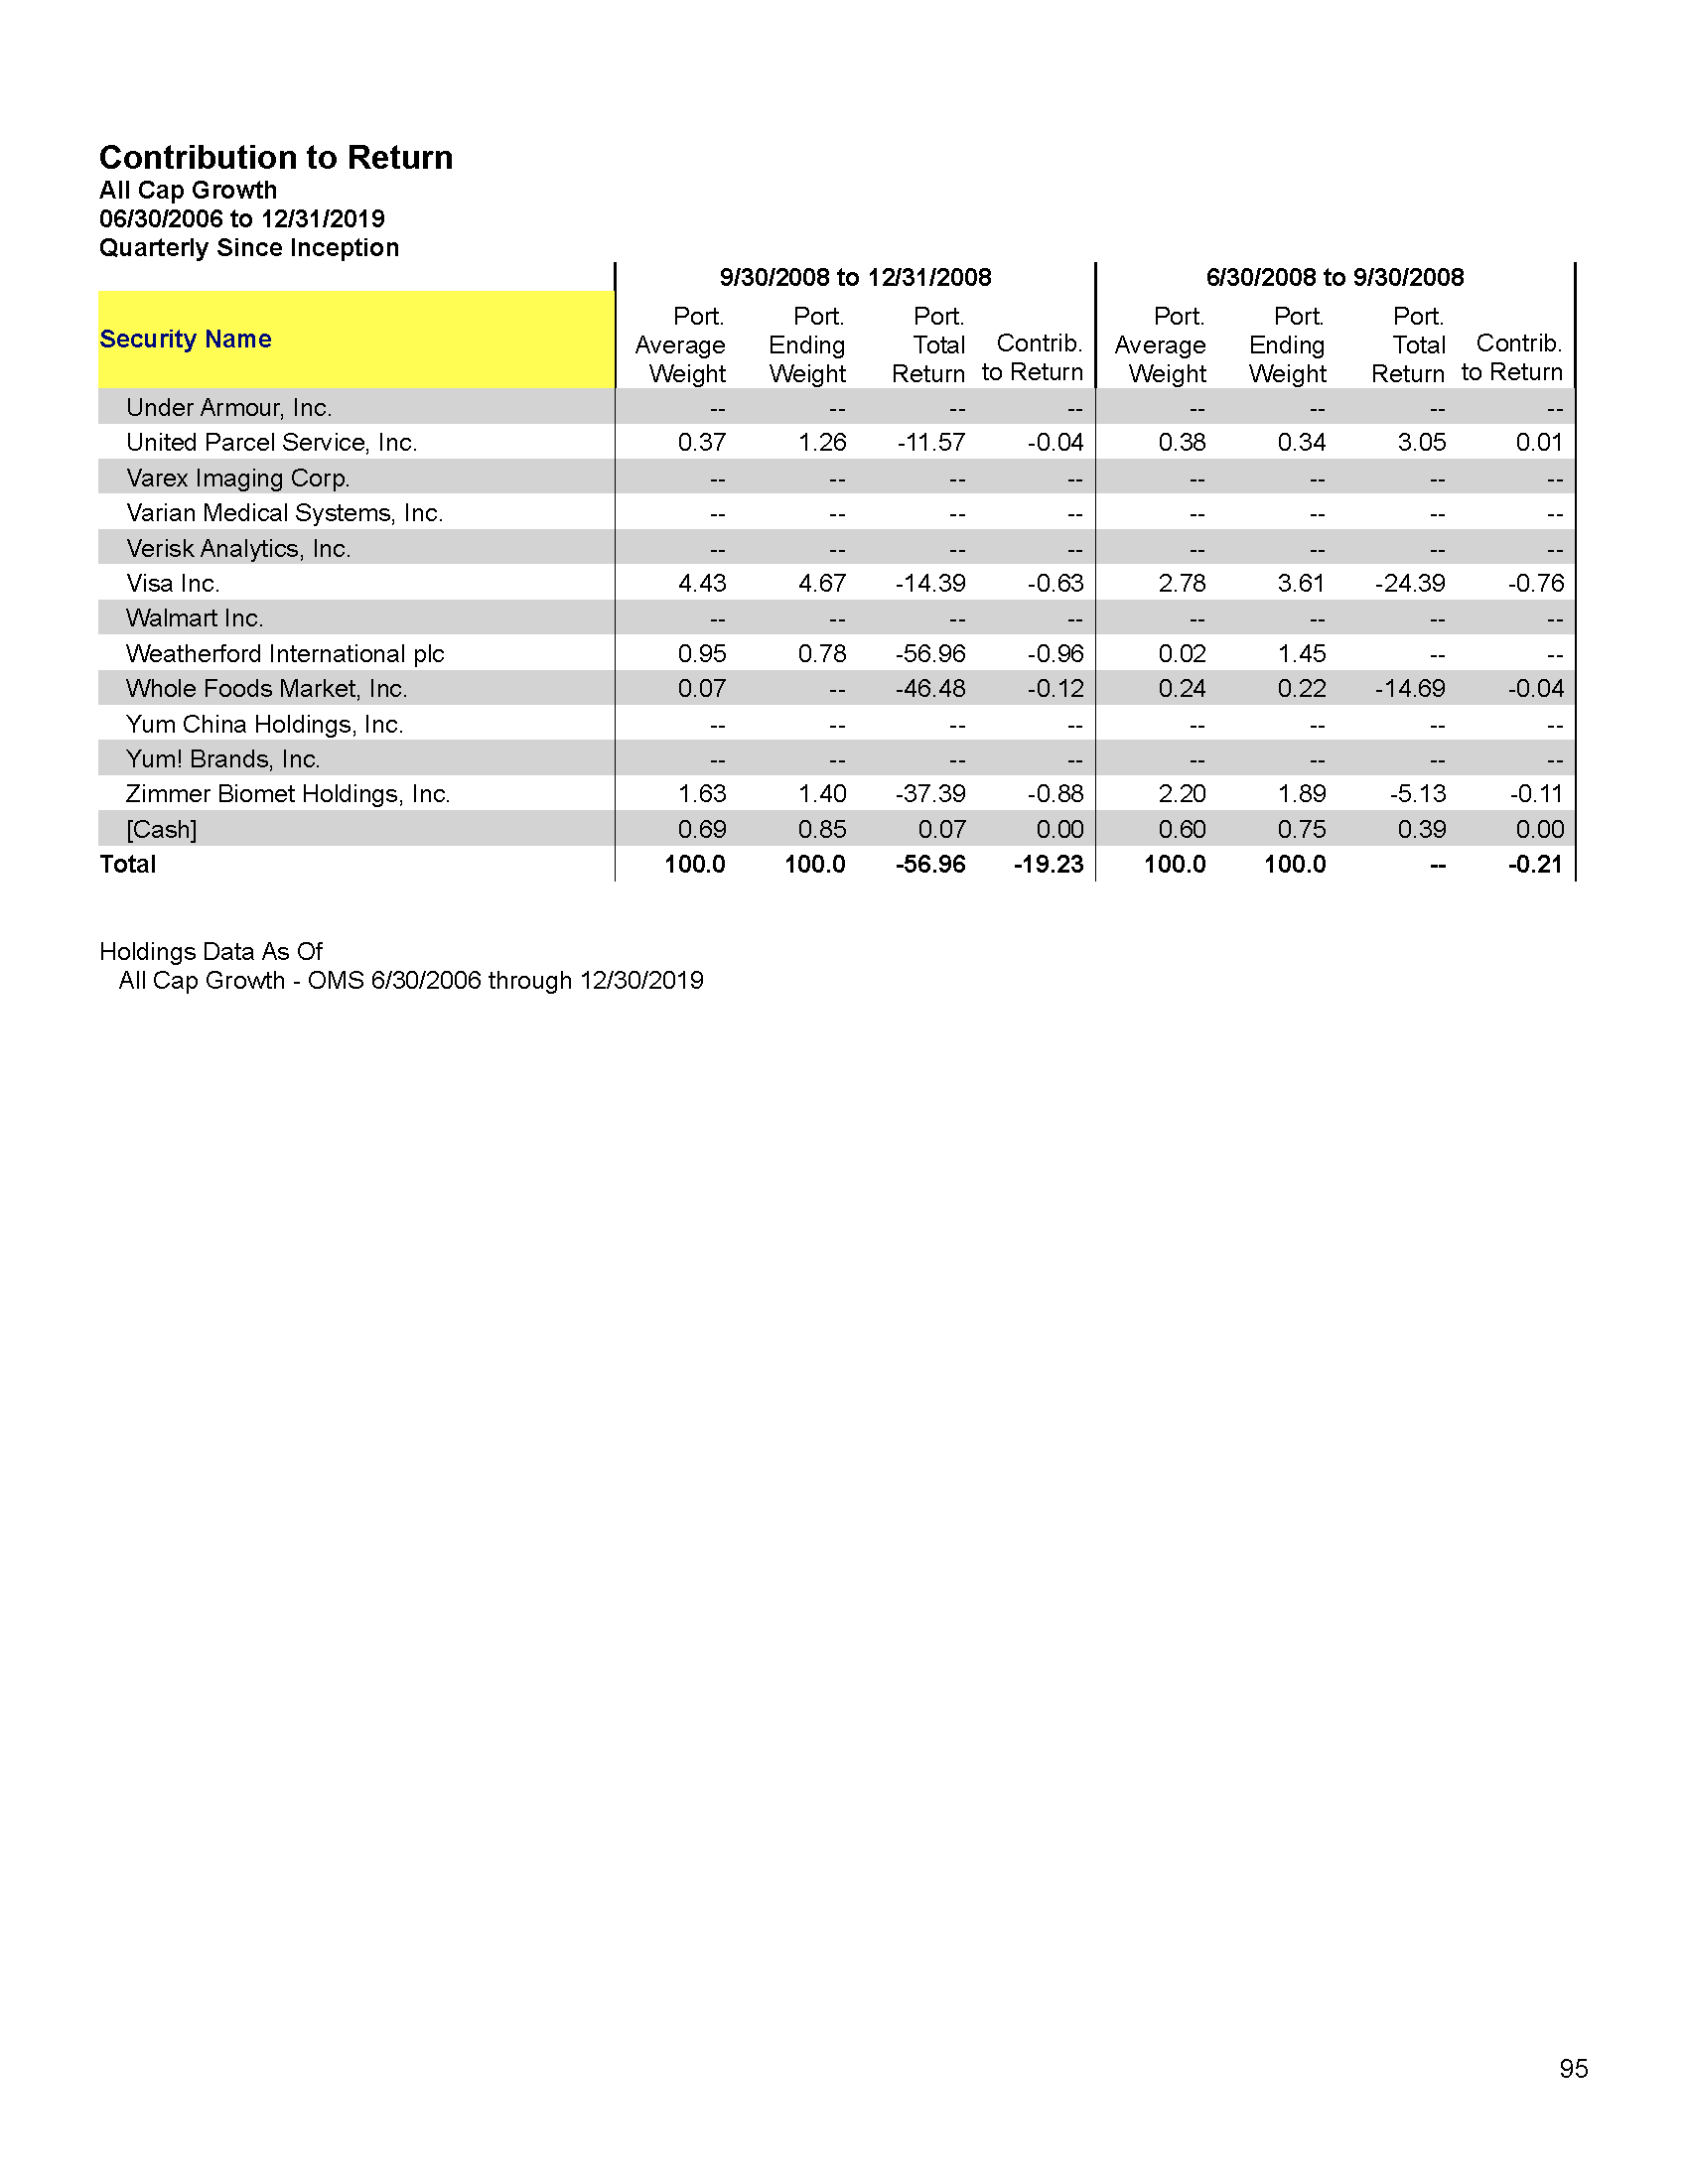 Contribution to Return
All Cap Growth
06/30/2006 to 12/31/2019
Quarterly Since Inception
9/30/2008 to 12/31/2008 6/30/2008 to 9/30/2008
Security Name Port. Average Weight Port. Ending Weight Port. Total Return Contrib. to Return Port. Average Weight Port. Ending Weight Port. Total Return Contrib. to Return
Under Armour, Inc. -- -- -- -- -- -- -- --
United Parcel Service, Inc. 0.37 1.26 -11.57 -0.04 0.38 0.34 3.05 0.01
Varex Imaging Corp. -- -- -- -- -- -- -- --
Varian Medical Systems, Inc. -- -- -- -- -- -- -- --
Verisk Analytics, Inc. -- -- -- -- -- -- -- --
Visa Inc. 4.43 4.67 -14.39 -0.63 2.78 3.61 -24.39 -0.76
Walmart Inc. -- -- -- -- -- -- -- --
Weatherford International plc 0.95 0.78 -56.96 -0.96 0.02 1.45 -- --
Whole Foods Market, Inc. 0.07 -- -46.48 -0.12 0.24 0.22 -14.69 -0.04
Yum China Holdings, Inc. -- -- -- -- -- -- -- --
Yum! Brands, Inc. -- -- -- -- -- -- -- --
Zimmer Biomet Holdings, Inc. 1.63 1.40 -37.39 -0.88 2.20 1.89 -5.13 -0.11
[Cash] 0.69 0.85 0.07 0.00 0.60 0.75 0.39 0.00
Total 100.0 100.0 -56.96 -19.23 100.0 100.0 -- -0.21
Holdings Data As Of
All Cap Growth - OMS 6/30/2006 through 12/30/2019
95